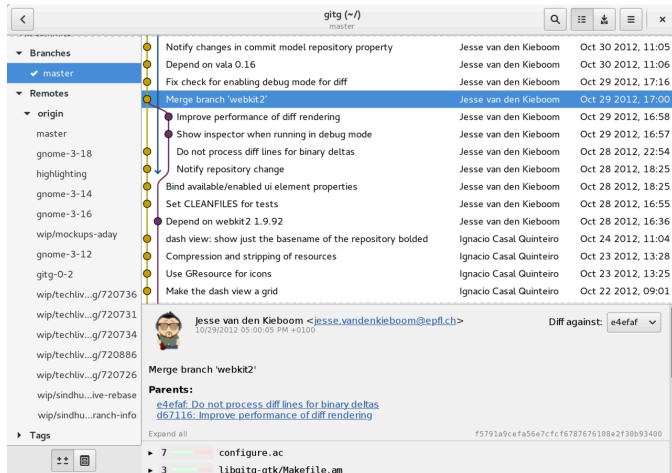 gitg (~/)
master
Branches
master
Remotes
origin
master
gnome-3-18
highlighting
gnome-3-14
gnome-3-16
wip/mockups-aday
gnome-3-12
gitg-0-2
wip/techliv...g/720736
wip/techliv...g/720731
wip/techliv...g/720734
wip/techliv...g/720886
wip/techliv...g/720726
wip/sindhu...ive-rebase
wip/sindhu...ranch-info
Tags
Notify changes in commit model repository property Jesse van den Kieboom Oct 30 2012, 11:05
Depend on vala 0.16 Jesse van den Kieboom Oct 30 2012, 11:06
Fix check for enabling debug mode for diff Jesse van den Kieboom Oct 29 2012, 17:16
Merge branch 'webkit2' Jesse van den Kieboom Oct 29 2012, 17:00
Improve performance of diff rendering Jesse van den Kieboom Oct 29 2012, 16:58
Show inspector when running in debug mode Jesse van den Kieboom Oct 29 2012, 16:57
Do not process diff lines for binary deltas Jesse van den Kieboom Oct 28 2012, 22:54
Notify repository change Jesse van den Kieboom Oct 28 2012, 18:25
Bind available/enabled ui element properties Jesse van den Kieboom Oct 28 2012, 18:25
Set CLEANFILES for tests Jesse van den Kieboom Oct 28 2012, 16:55
Depend on webkit2 1.9.92 Jesse van den Kieboom Oct 28 2012, 16:36
dash view: show just the basename of the repository bolded Ignacio Casal Quinteiro Oct 24 2012, 11:04
Compression and stripping of resources Ignacio Casal Quinteiro Oct 23 2012, 13:28
Use GResource for icons Ignacio Casal Quinteiro Oct 23 2012, 13:25
Make the dash view a grid Ignacio Casal Quinteiro Oct 22 2012, 09:01
Jesse van den Kieboom <jesse.vandenkieboom@epfl.ch> Diff against: e4efaf
10/29/2012 05:00:05 PM +0100
Merge branch 'webkit2'
Parents:
e4efaf: Do not process diff lines for binary deltas
d67116: Improve performance of diff rendering
Expand all
7 configure.ac
3 libgitg-gtk/Makefile.am